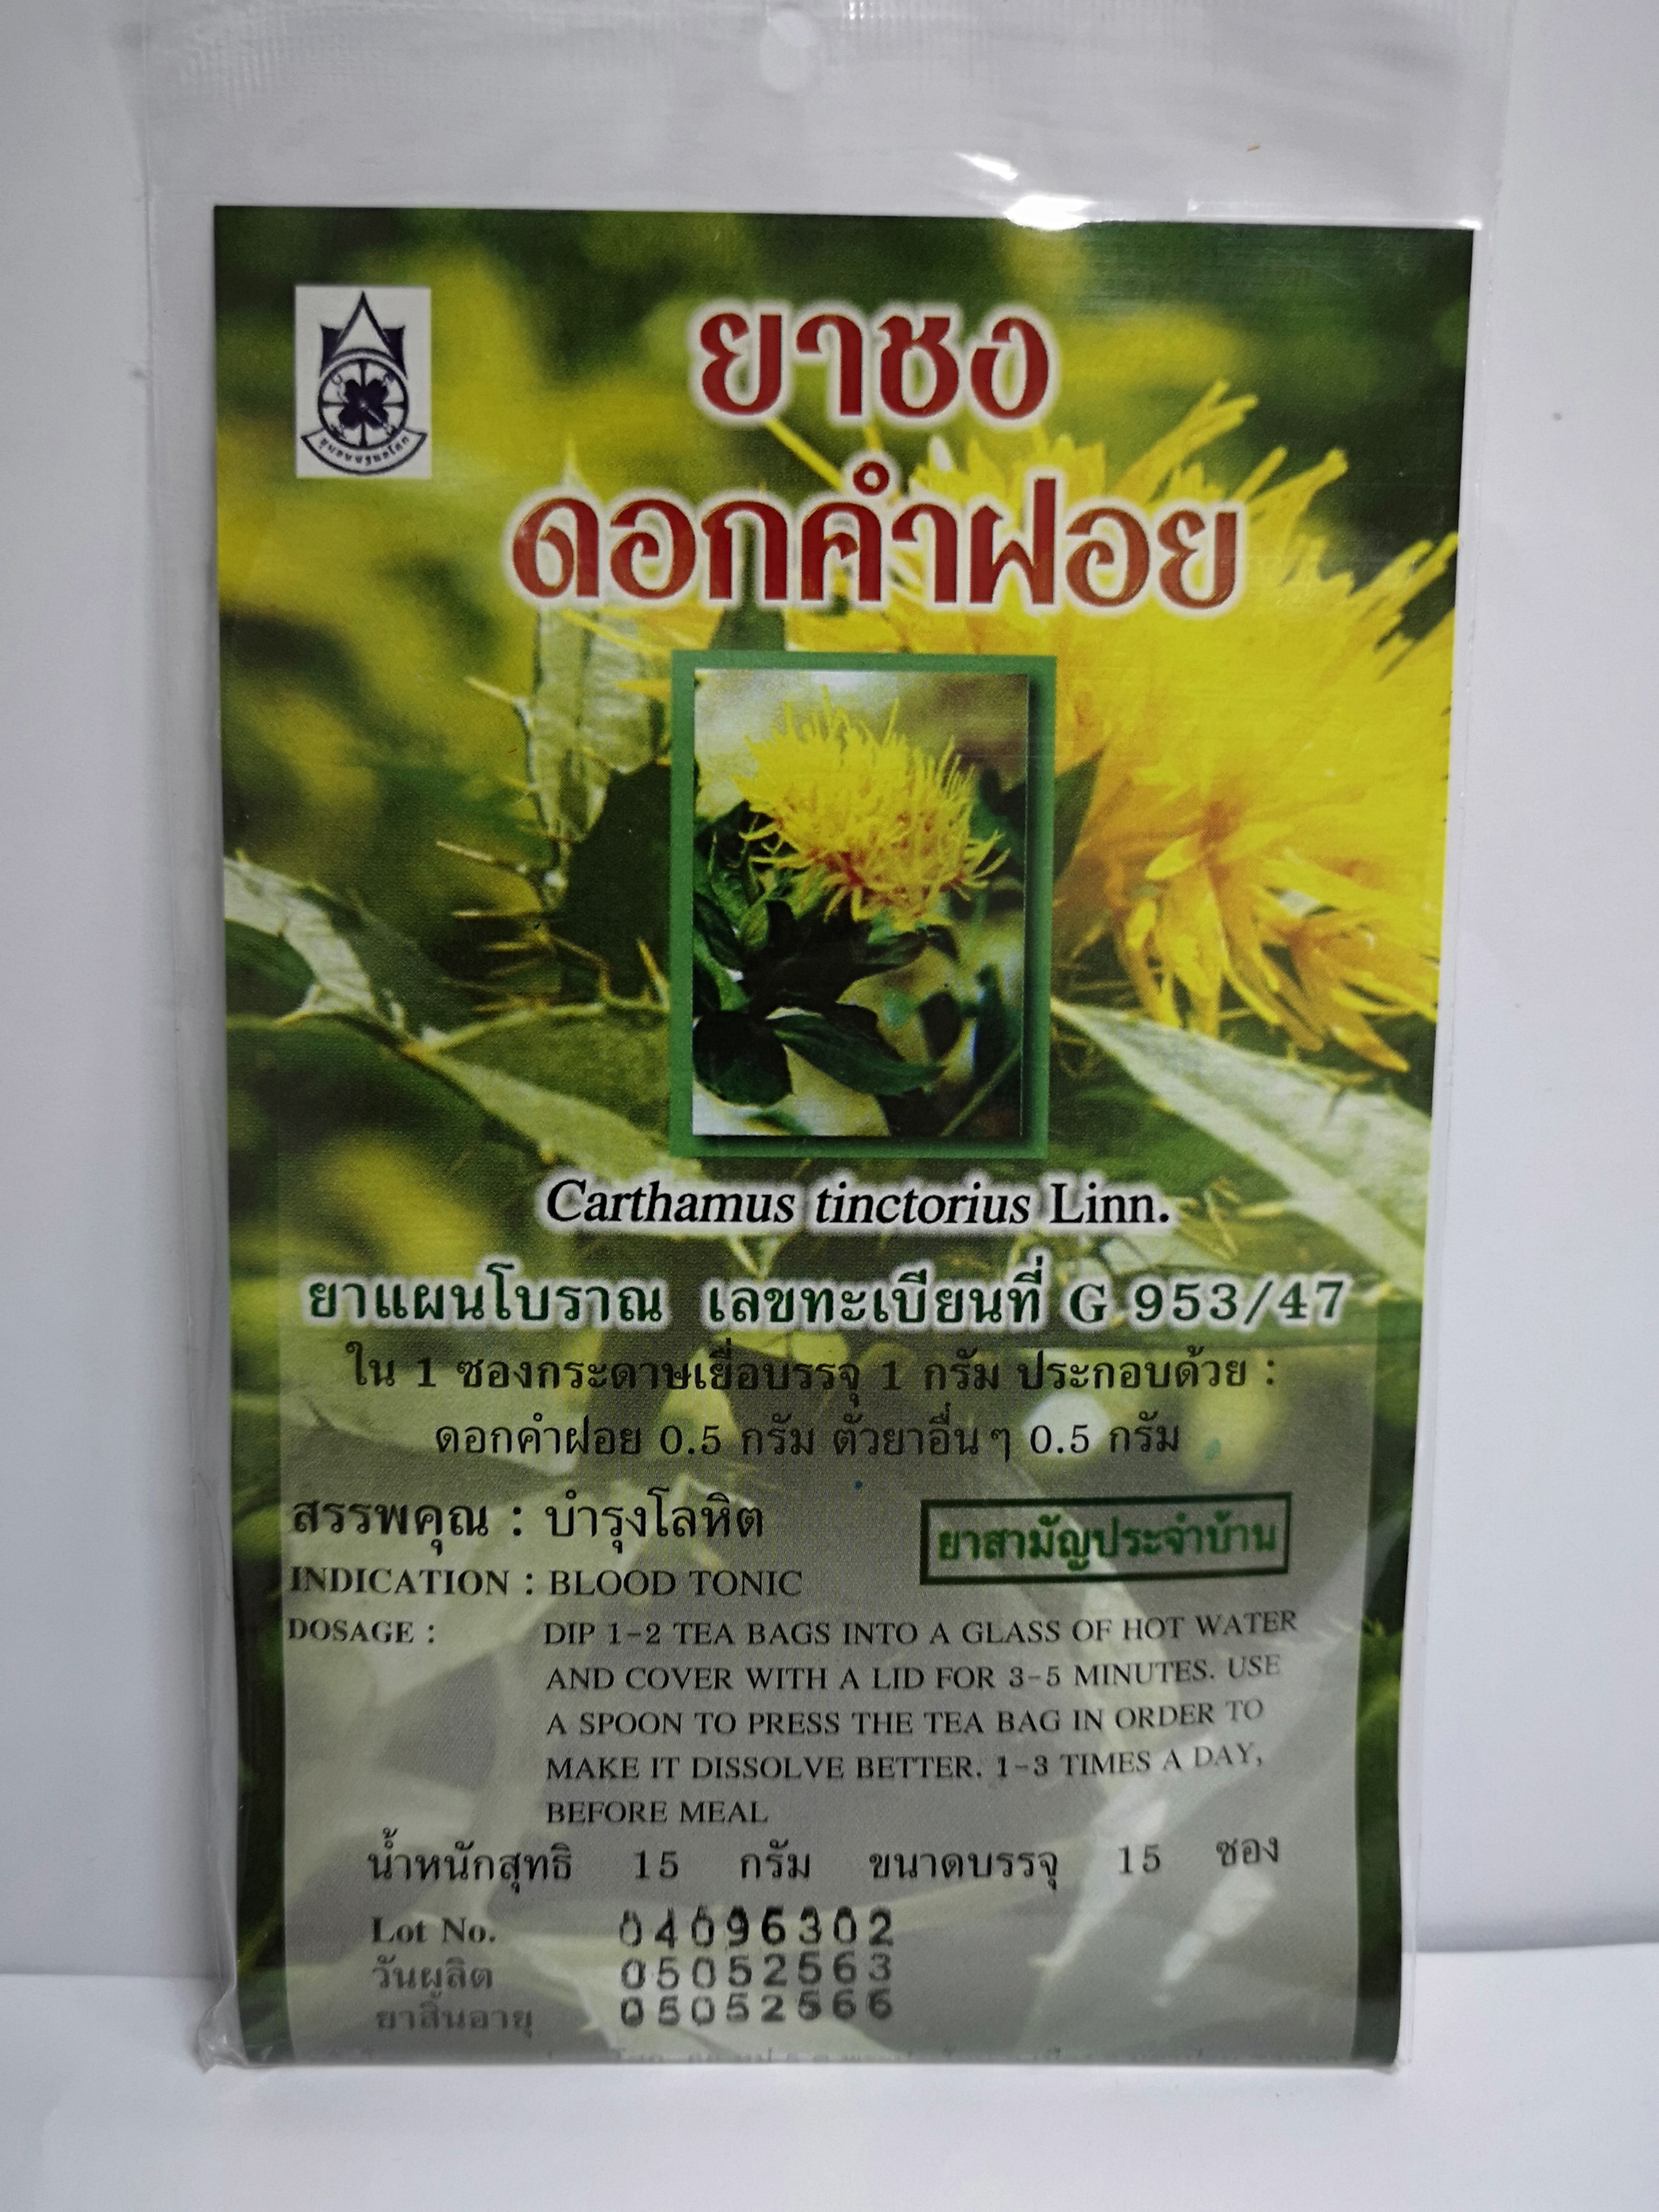 ยาชง
ดอกคำฝอย
Carthamus tinctorius Linn.
ยาแผนโบราณ เลขทะเบียนที่ G 953/47
ใน 1 ซองกระดาษเยื่อบรรจุ 1 กรัม ประกอบด้วย :
ดอกคำฝอย 0.5 กรัม ตัวยาอื่นๆ 0.5 กรัม
สรรพคุณ : บำรุงโลหิต
ยาสามัญประจำบ้าน
INDICATION : BLOOD TONIC
DOSAGE : DIP 1-2 TEA BAGS INTO A GLASS OF HOT WATER
AND COVER WITH A LID FOR 3-5 MINUTES. USE
A SPOON TO PRESS THE TEA BAG IN ORDER TO
MAKE IT DISSOLVE BETTER. 1-3 TIMES A DAY,
BEFORE MEAL
น้ำหนักสุทธิ 15 กรัม ขนาดบรรจุ 15 ซอง
Lot No. 04096302
วันผลิต 05052563
ยาสิ้นอายุ 05052566